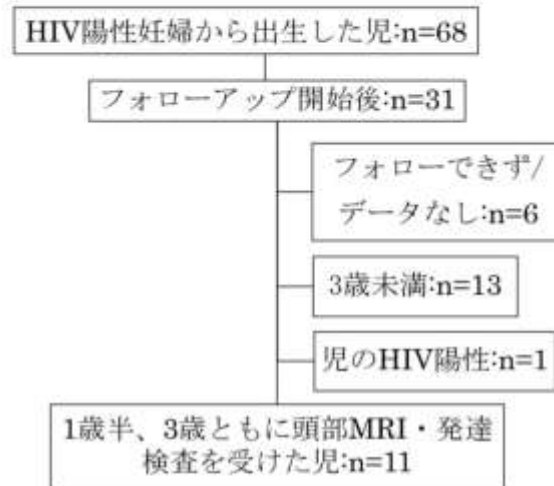 HIV陽性妊婦から出生した児:n=68
フォローアップ開始後:n=31
フォローできず/
データなし:n=6
3歳未満:n=13
児のHIV陽性:n=1
1歳半、3歳ともに頭部MRI・発達
検査を受けた児:n=11